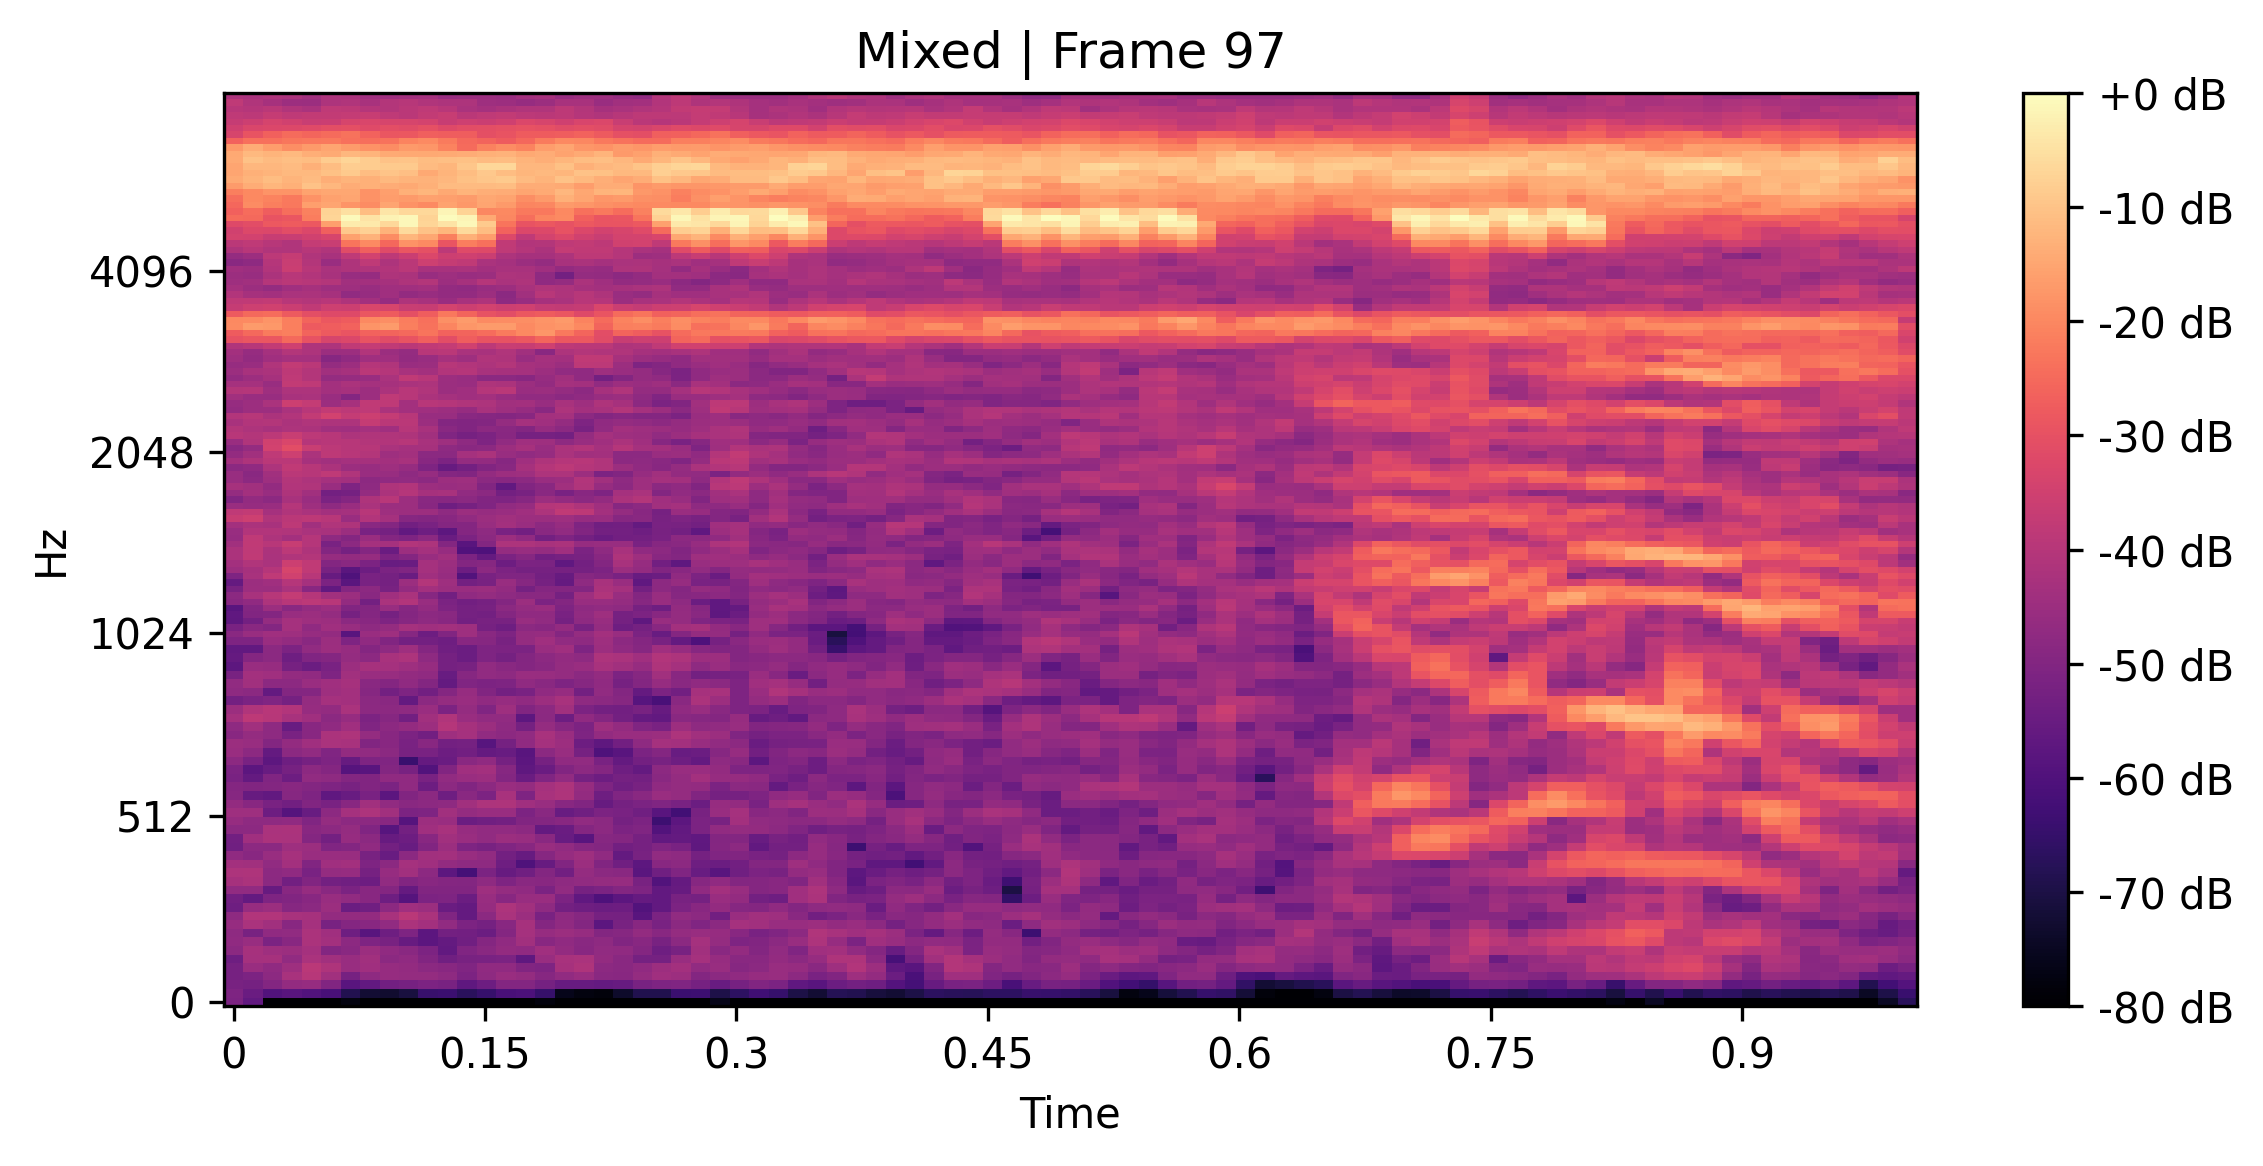 Mixed | Frame 97
Hz
4096
2048
1024
512
0
0 0.15 0.3 0.45 0.6 0.75 0.9
Time
+0 dB
-10 dB
-20 dB
-30 dB
-40 dB
-50 dB
-60 dB
-70 dB
-80 dB